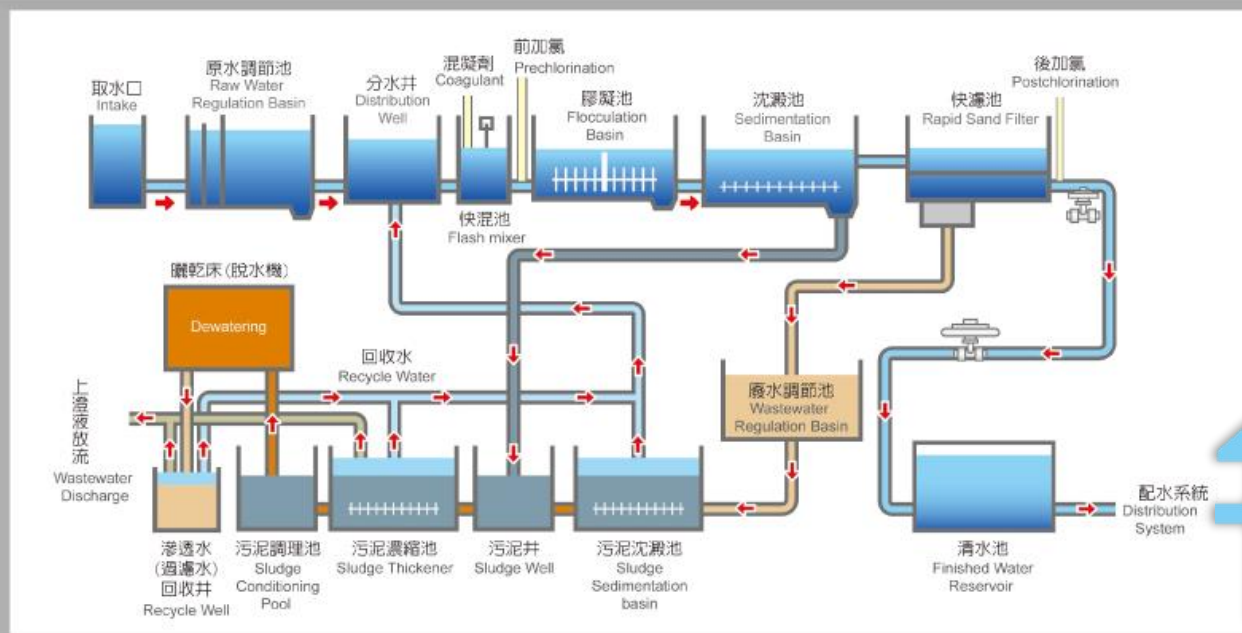 取水口
Intake
原水調節池
Raw Water
Regulation Basin
分水井
Distribution
Well
混凝劑
Coagulant
前加氯
Prechlorination
膠凝池
Flocculation
Basin
沈澱池
Sedimentation
Basin
快濾池
Rapid Sand Filter
後加氯
Postchlorination
快混池
Flash mixer
曬乾床(脫水機)
Dewatering
回收水
Recycle Water
上澄液放流
Wastewater
Discharge
廢水調節池
Wastewater
Regulation Basin
滲透水
(過濾水)
回收井
Recycle Well
污泥調理池
Sludge
Conditioning
Pool
污泥濃縮池
Sludge Thickener
污泥井
Sludge Well
污泥沈澱池
Sludge
Sedimentation
basin
清水池
Finished Water
Reservoir
配水系統
Distribution
System